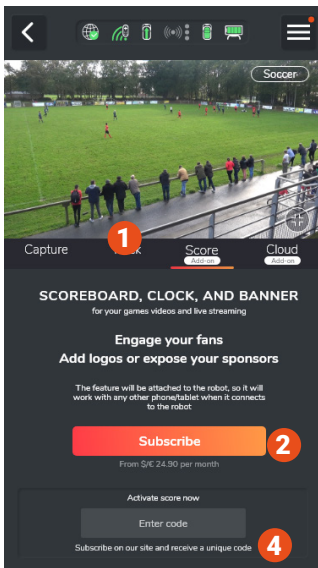 Soccer
1
Capture
Score
Cloud
Add-on
Add-on
SCOREBOARD, CLOCK, AND BANNER
for your games videos and live streaming
Engage your fans
Add logos or expose your sponsors
The feature will be attached to the robot, so it will
work with any other phone/tablet when it connects
to the robot
Subscribe
2
From $/€ 24.90 per month
Activate score now
Enter code
Subscribe on our site and receive a unique code
4